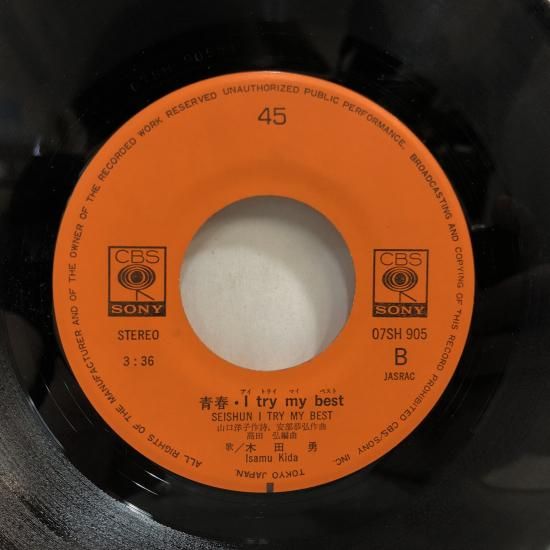 ALL RIGHTS OF THE MANUFACTURER AND OF THE OWNER OF THE RECORDED WORK RESERVED UNAUTHORIZED PUBLIC PERFORMANCE, BROADCASTING AND COPYING OF THIS RECORD PROHIBITED CBS/SONY INC.
45
CBS
SONY
CBS
SONY
STEREO
07SH 905
3:36
B
JASRAC
アイ トライ マイ ベスト
青春・I try my best
SEISHUN I TRY MY BEST
山口洋子作詩、安部恭弘作曲
高田 弘編曲
歌／木田 勇
Isamu Kida
TOKYO JAPAN.